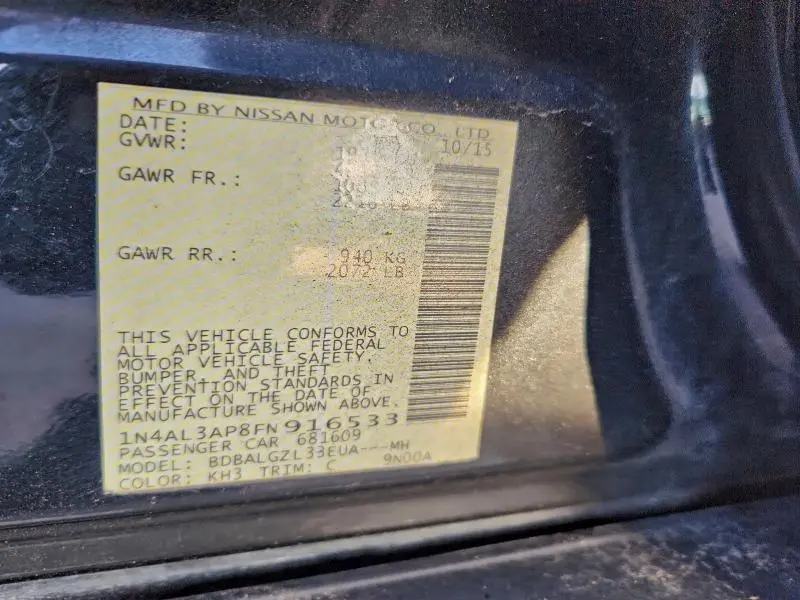 MFD BY NISSAN MOTOR CO., LTD
DATE: 10/15
GVWR:
GAWR FR.:
GAWR RR.: 940 KG
2072 LB
THIS VEHICLE CONFORMS TO
ALL APPLICABLE FEDERAL
MOTOR VEHICLE SAFETY,
BUMPER, AND THEFT
PREVENTION STANDARDS IN
EFFECT ON THE DATE OF
MANUFACTURE SHOWN ABOVE.
1N4AL3AP8FN916533
PASSENGER CAR 681609
MODEL: BDBALGZL33EUA---MH
COLOR: KH3 TRIM: C 9N00A